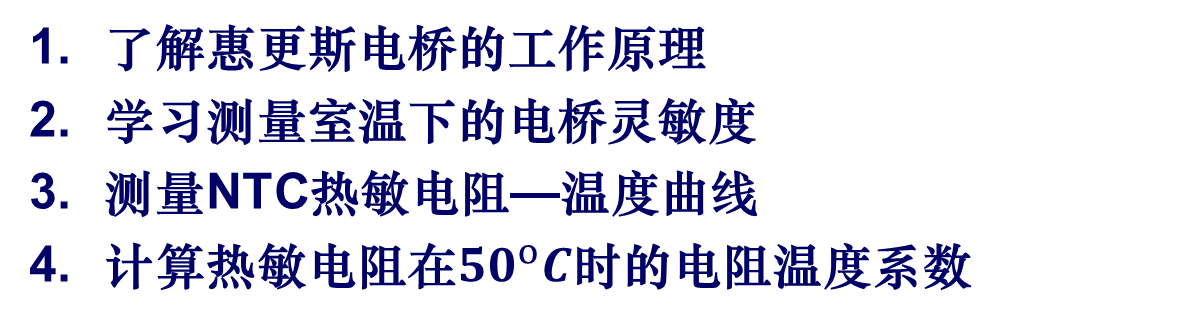 1. 了解惠更斯电桥的工作原理
2. 学习测量室温下的电桥灵敏度
3. 测量NTC热敏电阻—温度曲线
4. 计算热敏电阻在50°C时的电阻温度系数